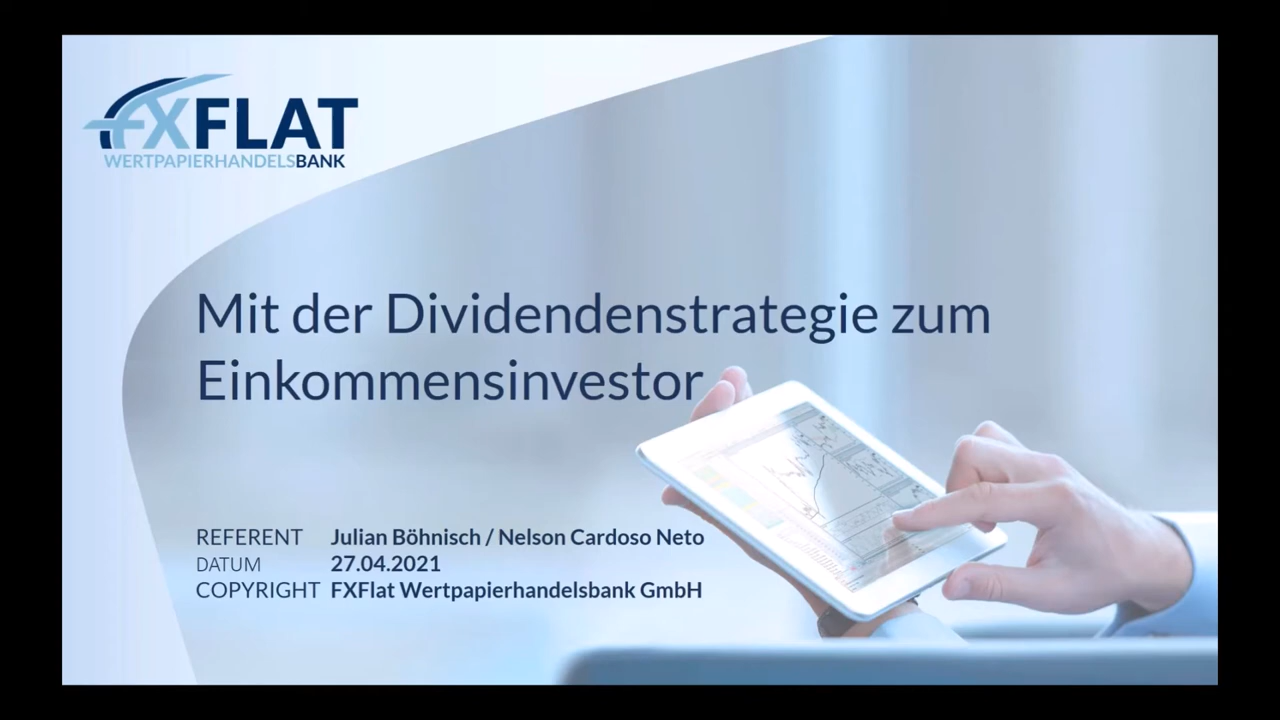 FXFLAT
WERTPAPIERHANDELSBANK
Mit der Dividendenstrategie zum
Einkommensinvestor
REFERENT Julian Böhnisch / Nelson Cardoso Neto
DATUM 27.04.2021
COPYRIGHT FXFlat Wertpapierhandelsbank GmbH